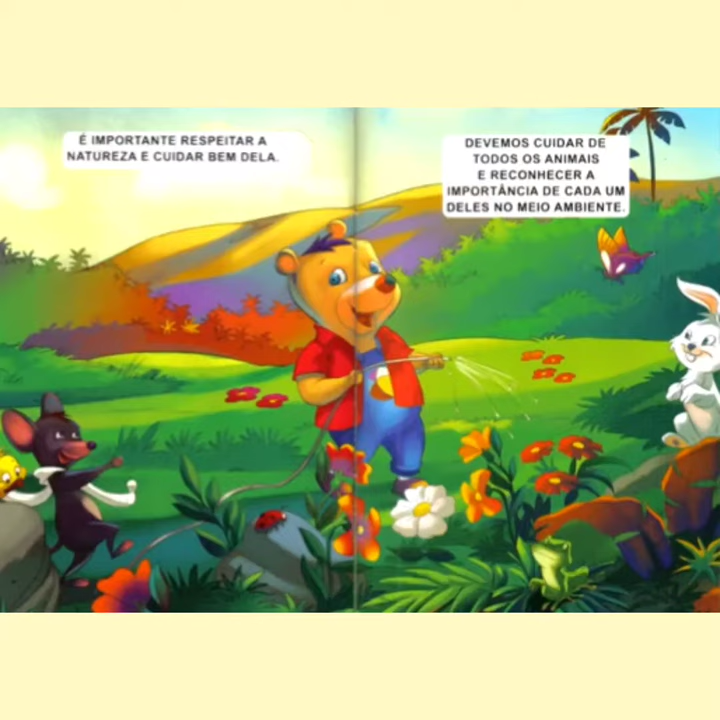 É IMPORTANTE RESPEITAR A
NATUREZA E CUIDAR BEM DELA.
DEVEMOS CUIDAR DE
TODOS OS ANIMAIS
E RECONHECER A
IMPORTÂNCIA DE CADA UM
DELES NO MEIO AMBIENTE.